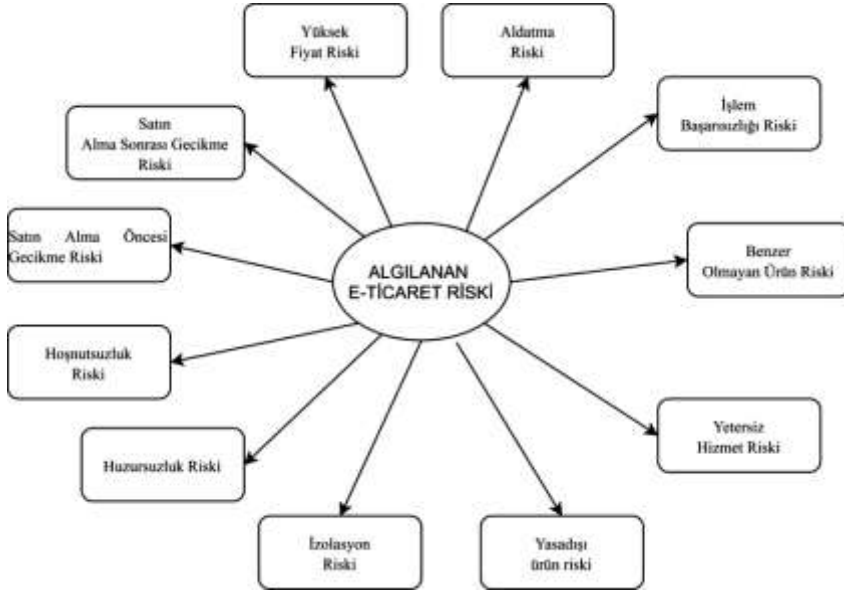 Yüksek
Fiyat Riski
Aldatma
Riski
İşlem
Başarısızlığı Riski
Satın
Alma Sonrası Gecikme
Riski
Satın Alma Öncesi
Gecikme Riski
ALGILANAN
E-TİCARET RİSKİ
Benzer
Olmayan Ürün Riski
Hoşnutsuzluk
Riski
Yetersiz
Hizmet Riski
Huzursuzluk Riski
İzolasyon
Riski
Yasadışı
ürün riski